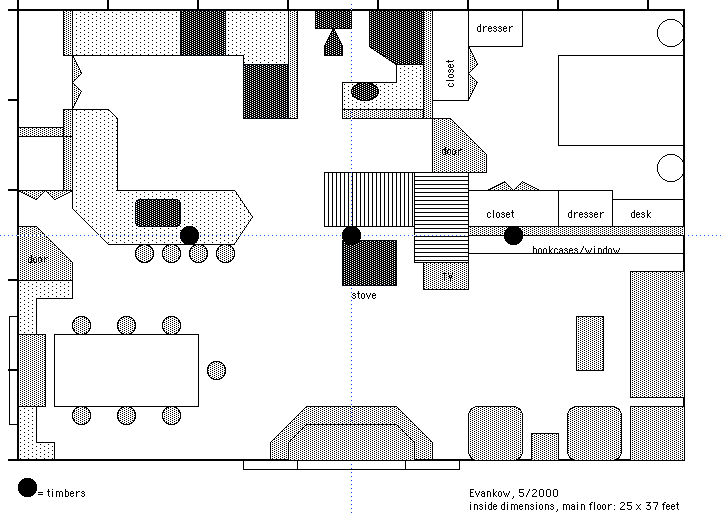 dresser
closet
door
closet
dresser
desk
bookcases/window
door
TV
stove
= timbers
Evankow, 5/2000
inside dimensions, main floor: 25 x 37 feet